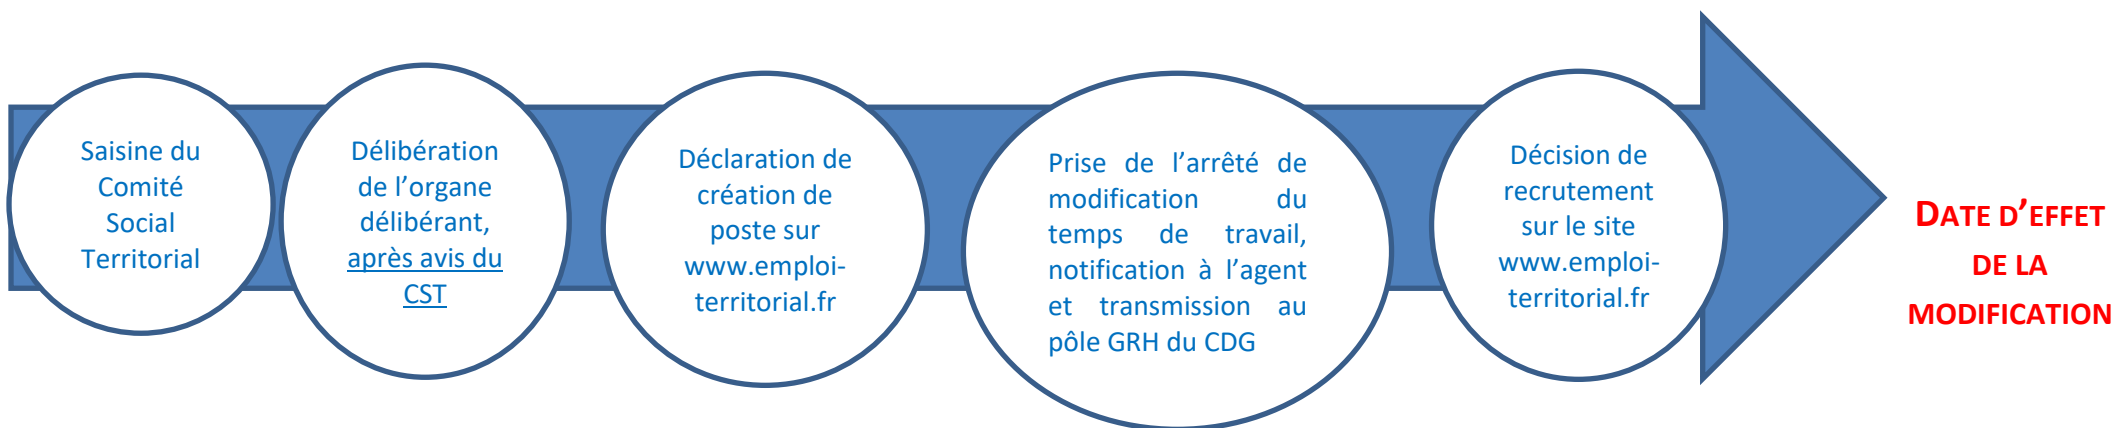 Saisine du
Comité
Social
Territorial
Délibération
de l’organe
délibérant,
après avis du
CST
Déclaration de
création de
poste sur
www.emploi-
territorial.fr
Prise de l’arrêté de
modification du
temps de travail,
notification à l’agent
et transmission au
pôle GRH du CDG
Décision de
recrutement
sur le site
www.emploi-
territorial.fr
DATE D’EFFET
DE LA
MODIFICATION